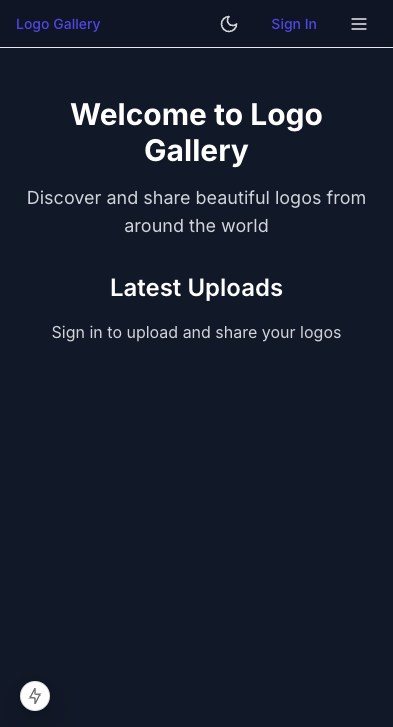 Logo Gallery
Sign In
Welcome to Logo
Gallery
Discover and share beautiful logos from
around the world
Latest Uploads
Sign in to upload and share your logos